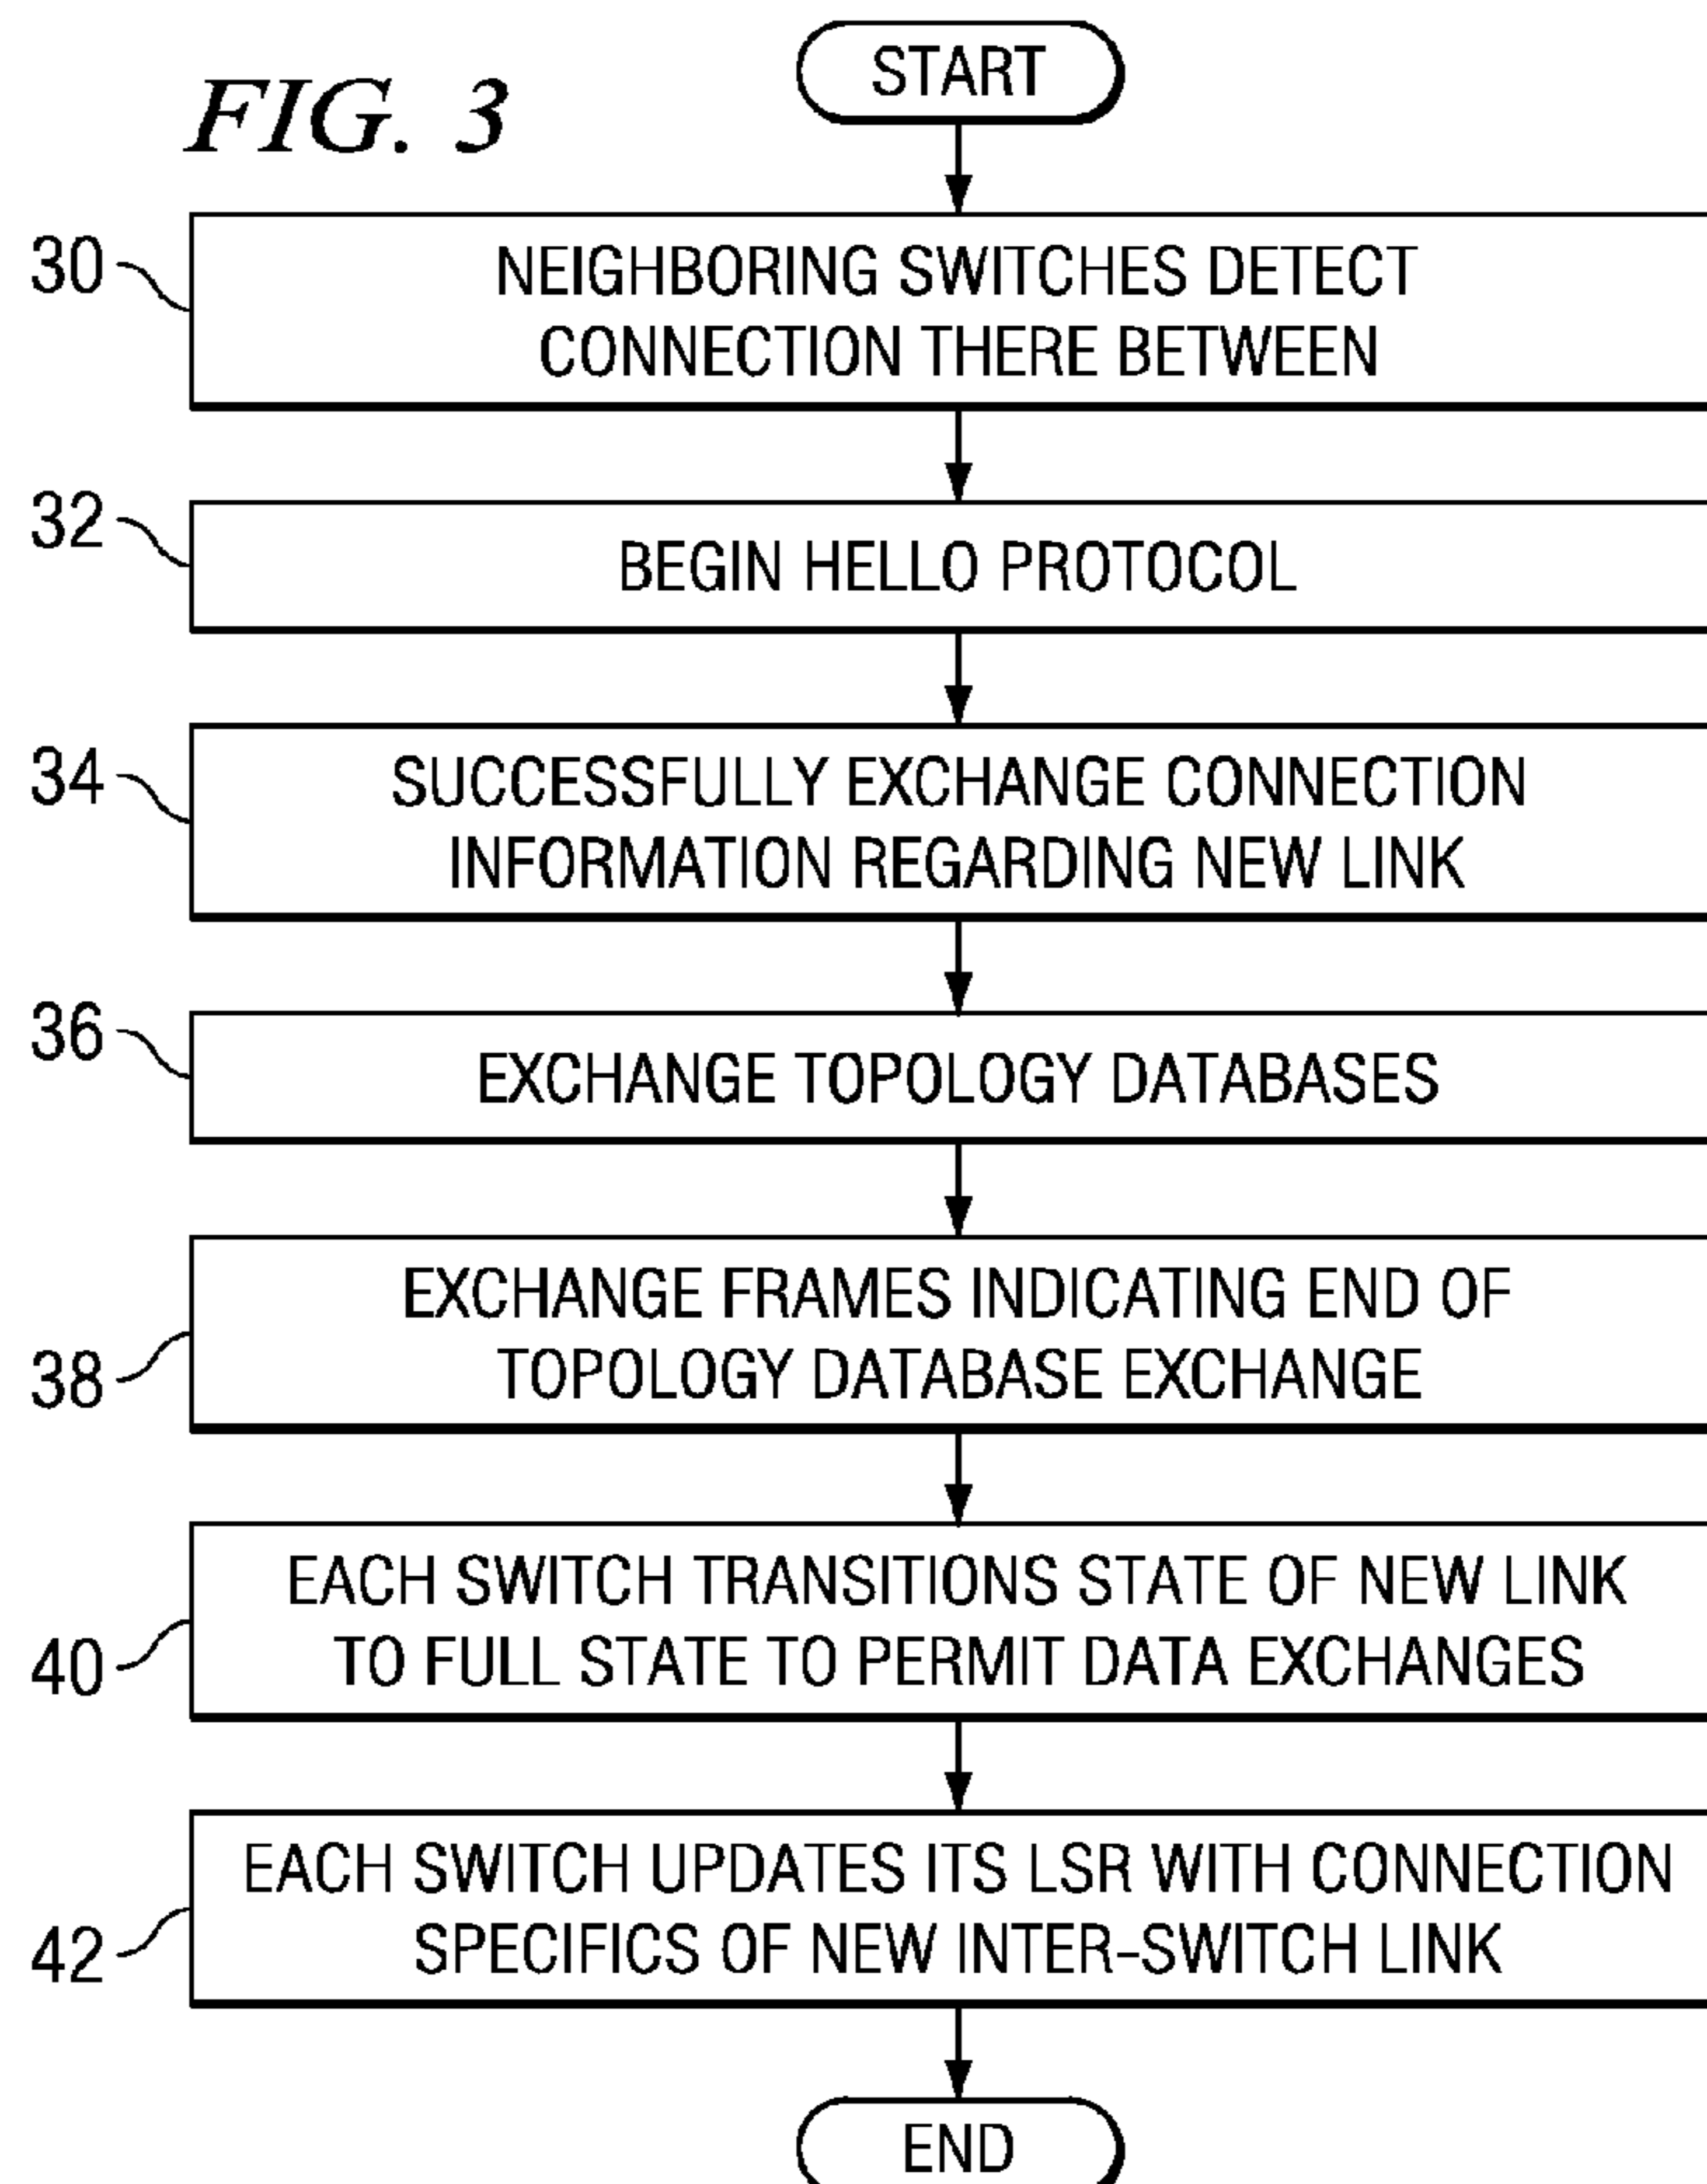 FIG. 3
START
30
NEIGHBORING SWITCHES DETECT
CONNECTION THERE BETWEEN
32
BEGIN HELLO PROTOCOL
34
SUCCESSFULLY EXCHANGE CONNECTION
INFORMATION REGARDING NEW LINK
36
EXCHANGE TOPOLOGY DATABASES
38
EXCHANGE FRAMES INDICATING END OF
TOPOLOGY DATABASE EXCHANGE
40
EACH SWITCH TRANSITIONS STATE OF NEW LINK
TO FULL STATE TO PERMIT DATA EXCHANGES
42
EACH SWITCH UPDATES ITS LSR WITH CONNECTION
SPECIFICS OF NEW INTER-SWITCH LINK
END